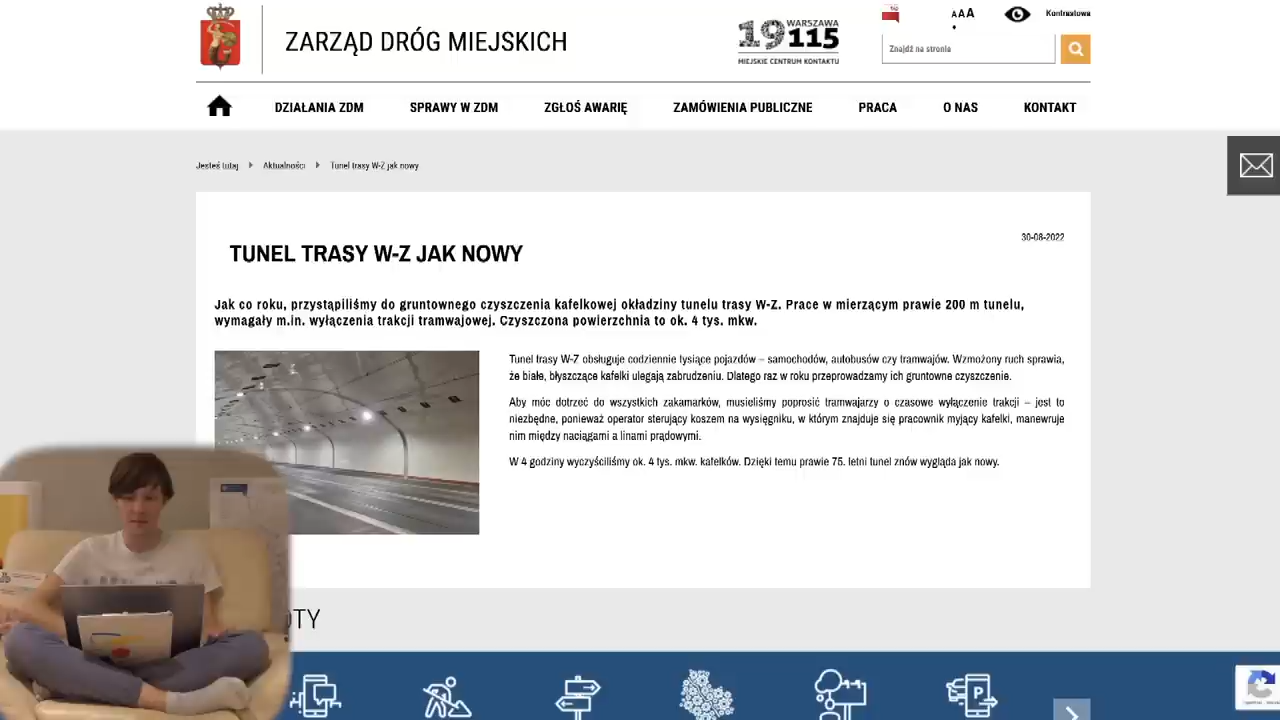 ZARZĄD DRÓG MIEJSKICH
19115
WARSZAWA
MIEJSKIE CENTRUM KONTAKTU
A A A
Kontrastowa
Znajdź na stronie
DZIAŁANIA ZDM
SPRAWY W ZDM
ZGŁOŚ AWARIĘ
ZAMÓWIENIA PUBLICZNE
PRACA
O NAS
KONTAKT
Jesteś tutaj
Aktualności
Tunel trasy W-Z jak nowy
30-08-2022
TUNEL TRASY W-Z JAK NOWY
Jak co roku, przystąpiliśmy do gruntownego czyszczenia kafelkowej okładziny tunelu trasy W-Z. Prace w mierzącym prawie 200 m tunelu,
wymagały m.in. wyłączenia trakcji tramwajowej. Czyszczona powierzchnia to ok. 4 tys. mkw.
Tunel trasy W-Z obsługuje codziennie tysiące pojazdów – samochodów, autobusów czy tramwajów. Wzmożony ruch sprawia,
że białe, błyszczące kafelki ulegają zabrudzeniu. Dlatego raz w roku przeprowadzamy ich gruntowne czyszczenie.
Aby móc dotrzeć do wszystkich zakamarków, musieliśmy poprosić tramwajarzy o czasowe wyłączenie trakcji – jest to
niezbędne, ponieważ operator sterujący koszem na wysięgniku, w którym znajduje się pracownik myjący kafelki, manewruje
nim między naciągami a linami prądowymi.
W 4 godziny wyczyściliśmy ok. 4 tys. mkw. kafelków. Dzięki temu prawie 75. letni tunel znów wygląda jak nowy.
OTY
P